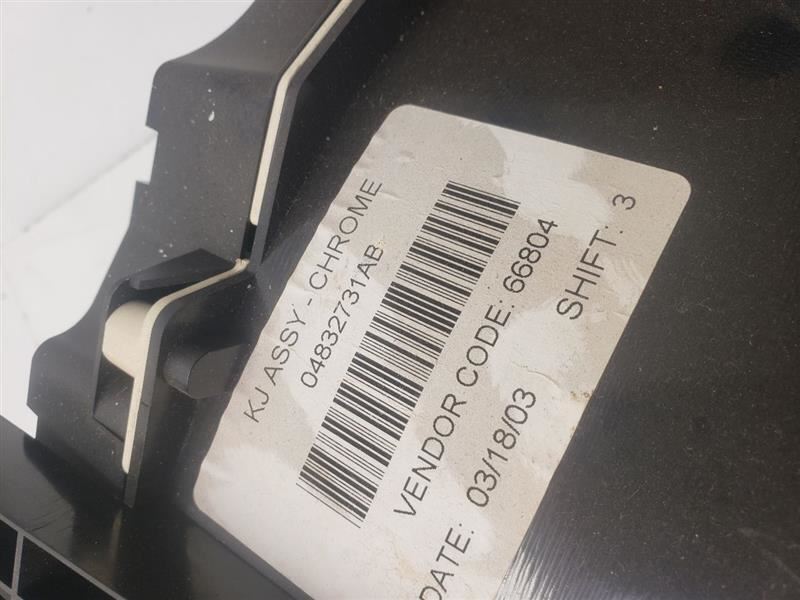 KJ ASSY - CHROME
04832731AB
VENDOR CODE: 66804
DATE: 03/18/03
SHIFT: 3